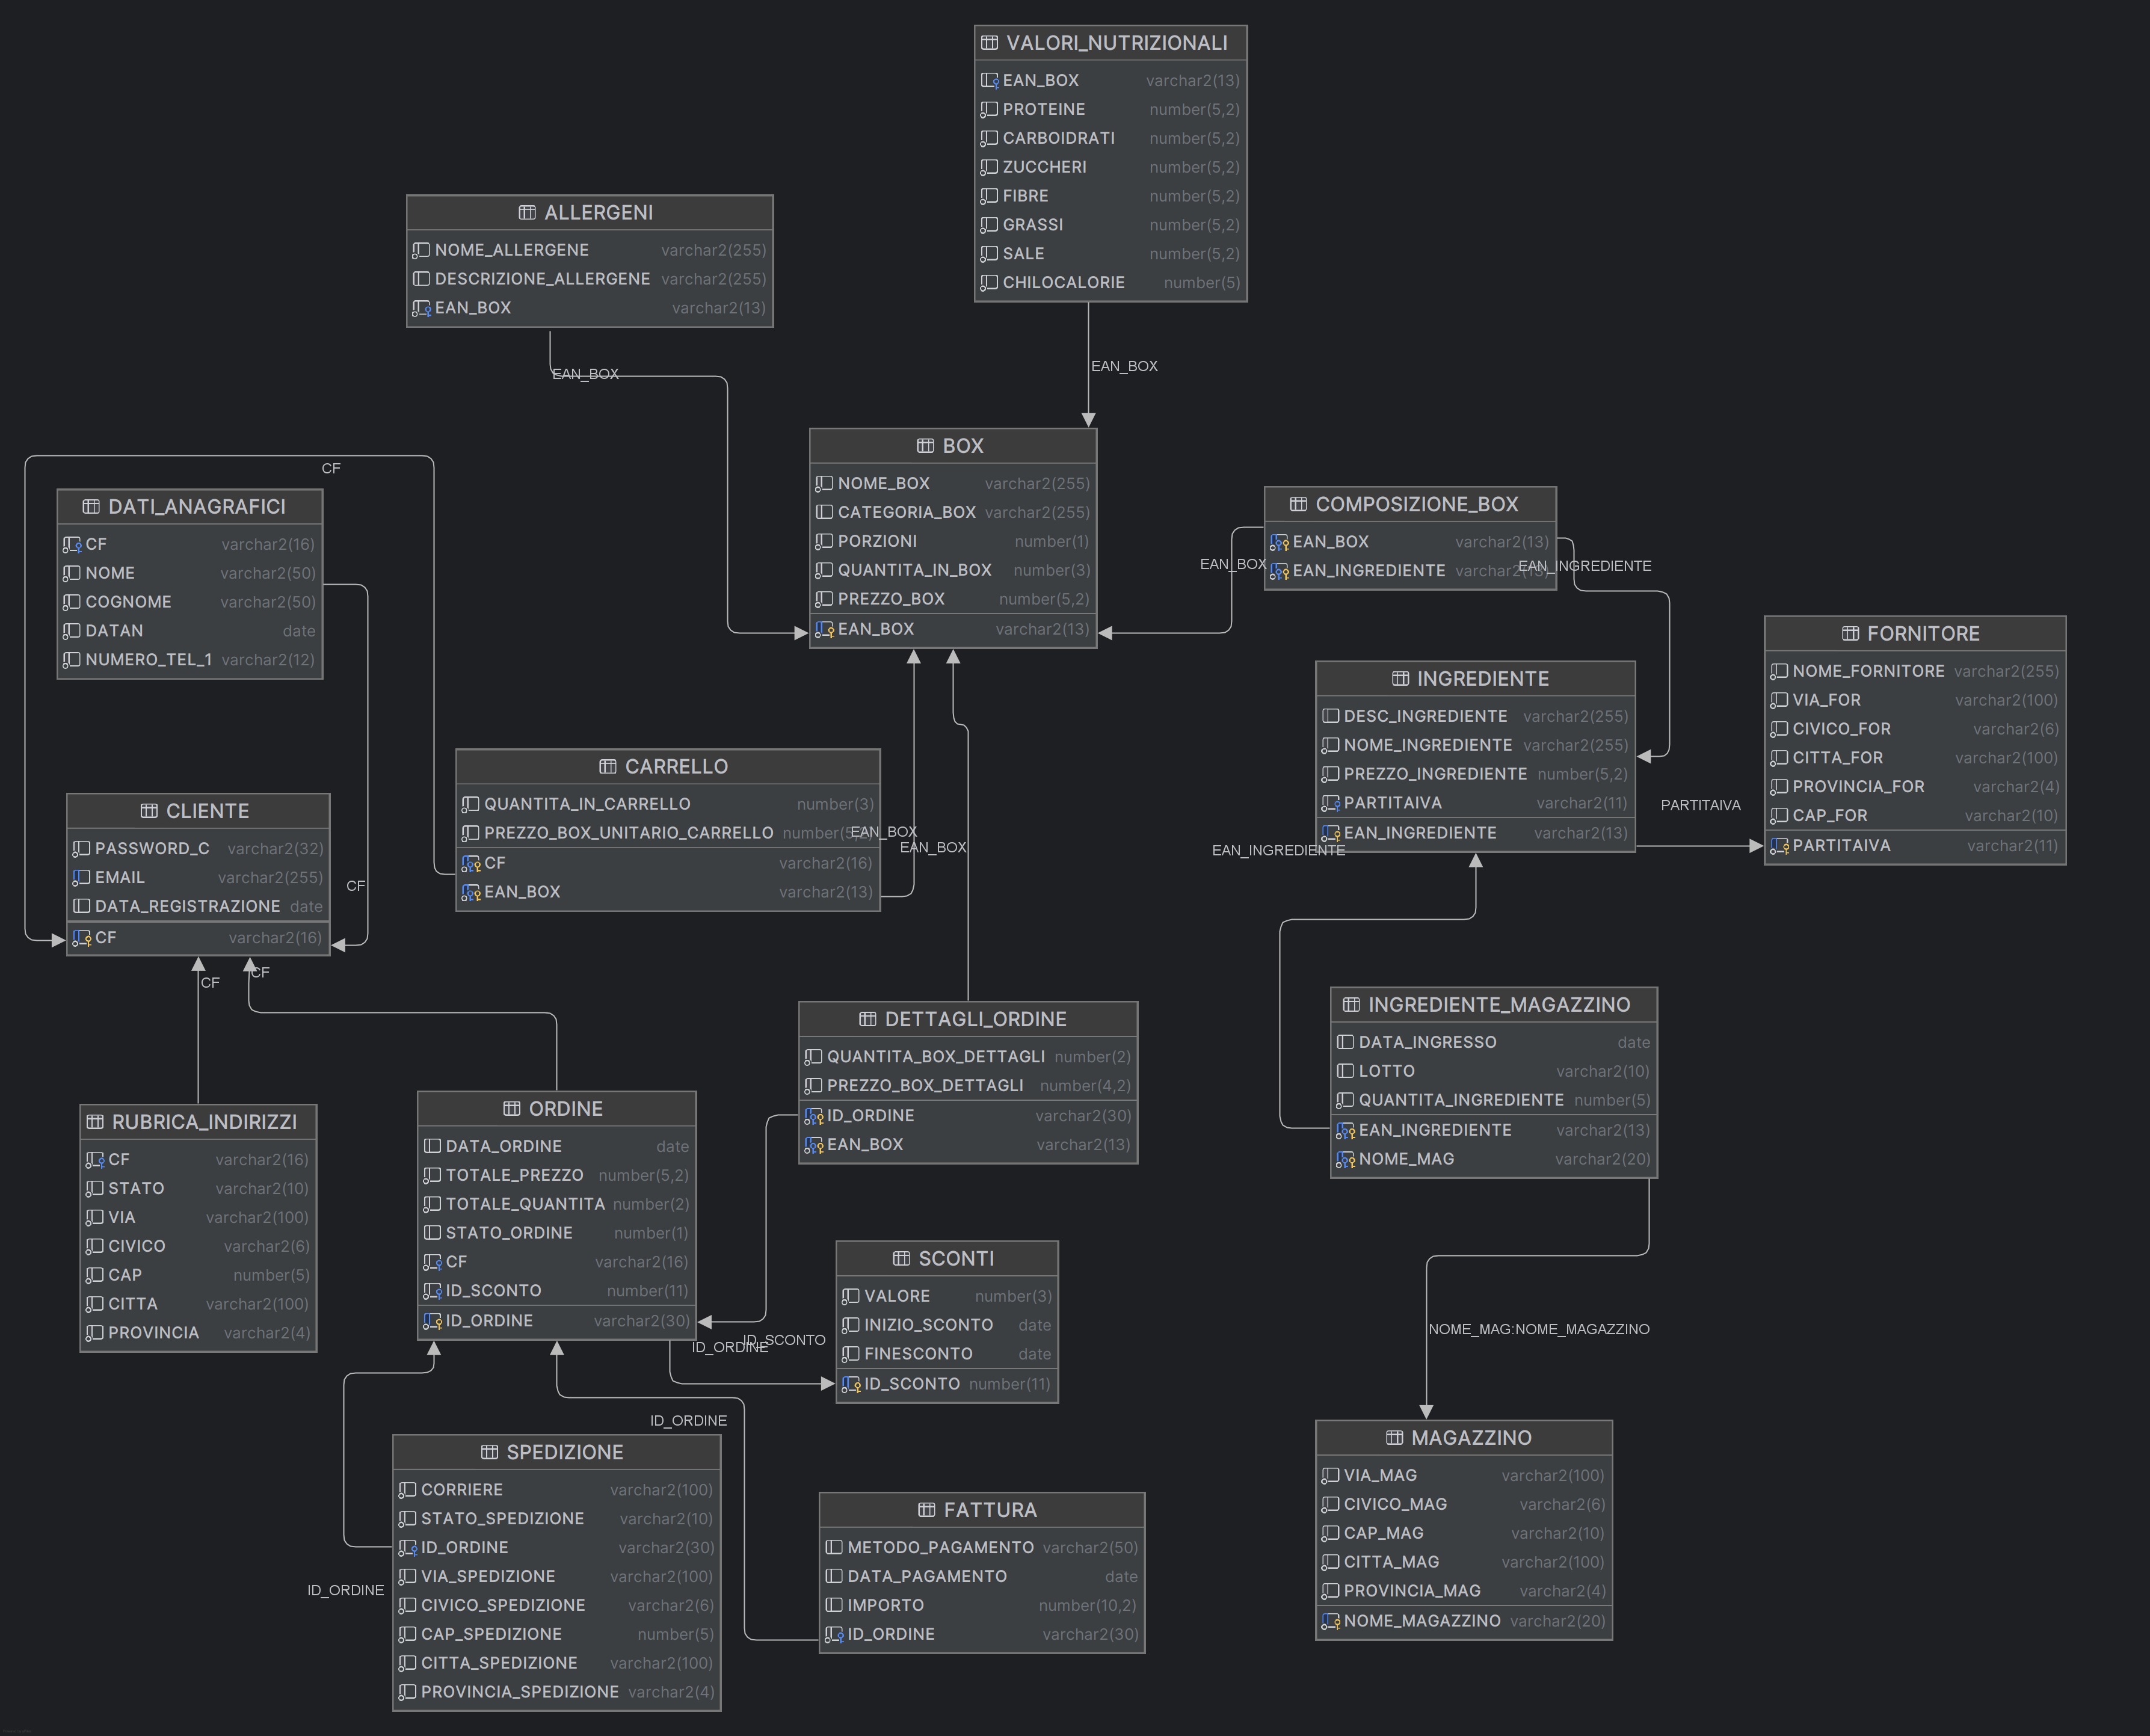 VALORI_NUTRIZIONALI
EAN_BOX varchar2(13)
PROTEINE number(5,2)
CARBOIDRATI number(5,2)
ZUCCHERI number(5,2)
FIBRE number(5,2)
GRASSI number(5,2)
SALE number(5,2)
CHILOCALORIE number(5)
ALLERGENI
NOME_ALLERGENE varchar2(255)
DESCRIZIONE_ALLERGENE varchar2(255)
EAN_BOX varchar2(13)
EAN_BOX
EAN_BOX
BOX
NOME_BOX varchar2(255)
CATEGORIA_BOX varchar2(255)
PORZIONI number(1)
QUANTITA_IN_BOX number(3)
PREZZO_BOX number(5,2)
EAN_BOX varchar2(13)
CF
DATI_ANAGRAFICI
CF varchar2(16)
NOME varchar2(50)
COGNOME varchar2(50)
DATAN date
NUMERO_TEL_1 varchar2(12)
COMPOSIZIONE_BOX
EAN_BOX varchar2(13)
EAN_INGREDIENTE varchar2(13)
EAN_BOX
EAN_INGREDIENTE
FORNITORE
NOME_FORNITORE varchar2(255)
VIA_FOR varchar2(100)
CIVICO_FOR varchar2(6)
CITTA_FOR varchar2(100)
PROVINCIA_FOR varchar2(4)
CAP_FOR varchar2(10)
PARTITAIVA varchar2(11)
INGREDIENTE
DESC_INGREDIENTE varchar2(255)
NOME_INGREDIENTE varchar2(255)
PREZZO_INGREDIENTE number(5,2)
PARTITAIVA varchar2(11)
EAN_INGREDIENTE varchar2(13)
PARTITAIVA
EAN_INGREDIENTE
CARRELLO
QUANTITA_IN_CARRELLO number(3)
PREZZO_BOX_UNITARIO_CARRELLO number(5,2)
CF varchar2(16)
EAN_BOX varchar2(13)
EAN_BOX
EAN_BOX
CLIENTE
PASSWORD_C varchar2(32)
EMAIL varchar2(255)
DATA_REGISTRAZIONE date
CF varchar2(16)
CF
CF
CF
DETTAGLI_ORDINE
QUANTITA_BOX_DETTAGLI number(2)
PREZZO_BOX_DETTAGLI number(4,2)
ID_ORDINE varchar2(30)
EAN_BOX varchar2(13)
INGREDIENTE_MAGAZZINO
DATA_INGRESSO date
LOTTO varchar2(10)
QUANTITA_INGREDIENTE number(5)
EAN_INGREDIENTE varchar2(13)
NOME_MAG varchar2(20)
RUBRICA_INDIRIZZI
CF varchar2(16)
STATO varchar2(10)
VIA varchar2(100)
CIVICO varchar2(6)
CAP number(5)
CITTA varchar2(100)
PROVINCIA varchar2(4)
ORDINE
DATA_ORDINE date
TOTALE_PREZZO number(5,2)
TOTALE_QUANTITA number(2)
STATO_ORDINE number(1)
CF varchar2(16)
ID_SCONTO number(11)
ID_ORDINE varchar2(30)
SCONTI
VALORE number(3)
INIZIO_SCONTO date
FINESCONTO date
ID_SCONTO number(11)
ID_SCONTO
ID_ORDINE
NOME_MAG:NOME_MAGAZZINO
ID_ORDINE
SPEDIZIONE
CORRIERE varchar2(100)
STATO_SPEDIZIONE varchar2(10)
ID_ORDINE varchar2(30)
VIA_SPEDIZIONE varchar2(100)
CIVICO_SPEDIZIONE varchar2(6)
CAP_SPEDIZIONE number(5)
CITTA_SPEDIZIONE varchar2(100)
PROVINCIA_SPEDIZIONE varchar2(4)
ID_ORDINE
FATTURA
METODO_PAGAMENTO varchar2(50)
DATA_PAGAMENTO date
IMPORTO number(10,2)
ID_ORDINE varchar2(30)
MAGAZZINO
VIA_MAG varchar2(100)
CIVICO_MAG varchar2(6)
CAP_MAG varchar2(10)
CITTA_MAG varchar2(100)
PROVINCIA_MAG varchar2(4)
NOME_MAGAZZINO varchar2(20)